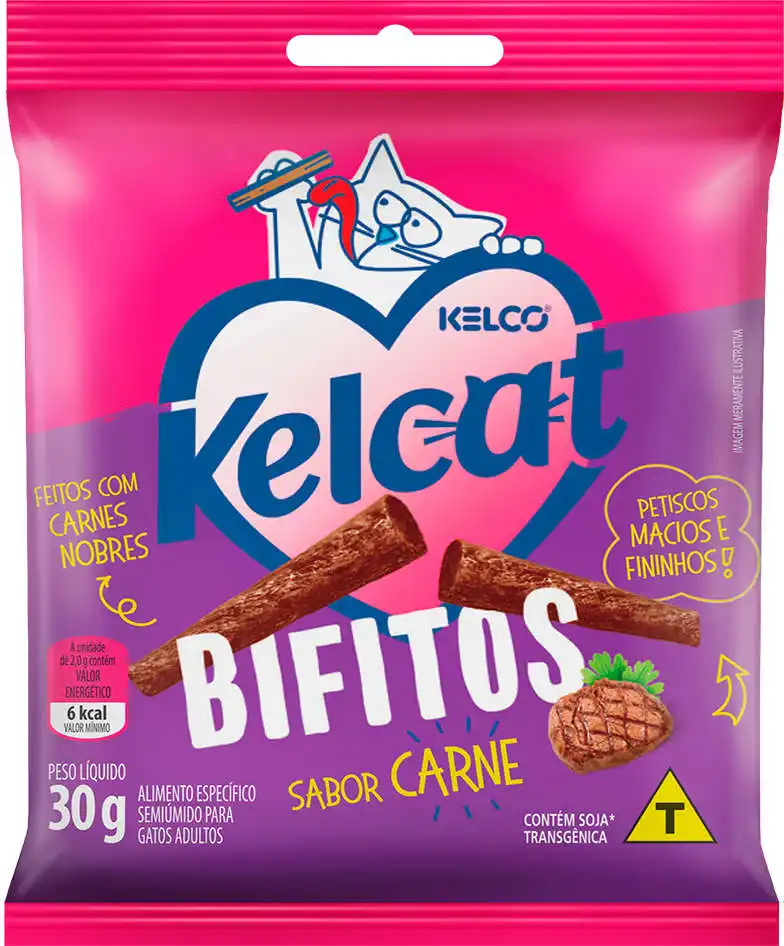 KELCO®
Kelcat
IMAGEM MERAMENTE ILUSTRATIVA
FEITOS COM
CARNES
NOBRES
PETISCOS
MACIOS E
FININHOS!
BIFITOS
SABOR CARNE
A unidade
de 2,0 g contém
VALOR
ENERGÉTICO
6 kcal
VALOR MÍNIMO
PESO LÍQUIDO
30g
ALIMENTO ESPECÍFICO
SEMIÚMIDO PARA
GATOS ADULTOS
CONTÉM SOJA*
TRANSGÊNICA
T